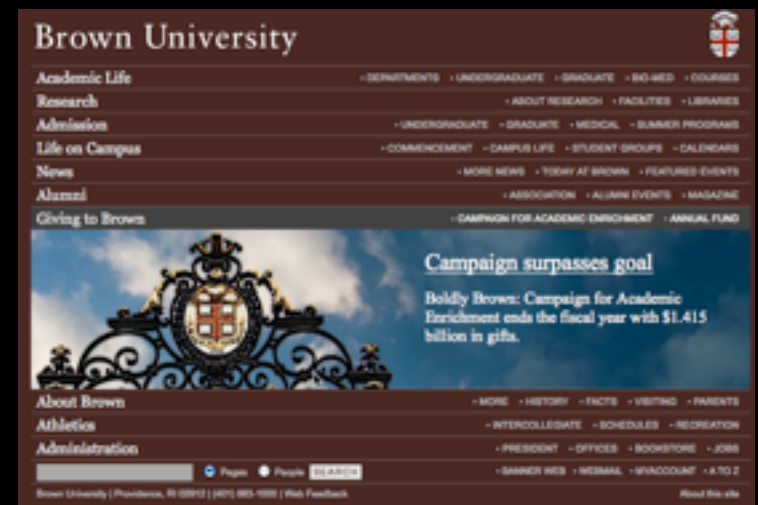 Brown University
Academic Life › DEPARTMENTS › UNDERGRADUATE › GRADUATE › BIO-MED › COURSES
Research › ABOUT RESEARCH › FACILITIES › LIBRARIES
Admission › UNDERGRADUATE › GRADUATE › MEDICAL › SUMMER PROGRAMS
Life on Campus › COMMENCEMENT › CAMPUS LIFE › STUDENT GROUPS › CALENDARS
News › MORE NEWS › TODAY AT BROWN › FEATURED EVENTS
Alumni › ASSOCIATION › ALUMNI EVENTS › MAGAZINE
Giving to Brown › CAMPAIGN FOR ACADEMIC ENRICHMENT › ANNUAL FUND
Campaign surpasses goal
Boldly Brown: Campaign for Academic
Enrichment ends the fiscal year with $1.415
billion in gifts.
About Brown › MORE › HISTORY › FACTS › VISITING › PARENTS
Athletics › INTERCOLLEGIATE › SCHEDULES › RECREATION
Administration › PRESIDENT › OFFICES › BOOKSTORE › JOBS
Pages People SEARCH › BANNER WEB › WEBMAIL › MYACCOUNT › A TO Z
Brown University | Providence, RI 02912 | (401) 863-1000 | Web Feedback About this site